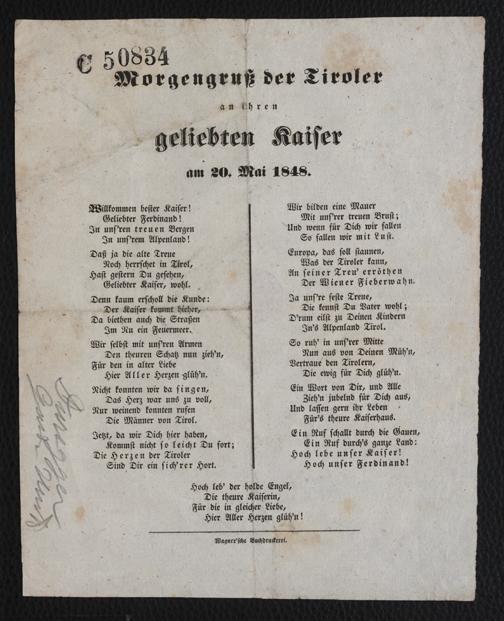 C 50834
Morgengruß der Tiroler
an ihren
geliebten Kaiser
am 20. Mai 1848.
Willkommen bester Kaiser!
Geliebter Ferdinand!
In uns'ren treuen Bergen
In uns'rem Alpenland!
Daß ja die alte Treue
Noch herrschet in Tirol,
Hast gestern Du gesehen,
Geliebter Kaiser, wohl.
Denn kaum erscholl die Kunde:
Der Kaiser kommt hieher,
Da biethen auch die Straßen
Im Nu ein Feuermeer.
Wir selbst mit uns'ren Armen
Den theuren Schatz nun zieh'n,
Für den in alter Liebe
Hier Aller Herzen glüh'n.
Nicht konnten wir da singen,
Das Herz war uns zu voll,
Nur weinend konnten rufen
Die Männer von Tirol.
Jetzt, da wir Dich hier haben,
Kommst nicht so leicht Du fort;
Die Herzen der Tiroler
Sind Dir ein sich'rer Hort.
Wir bilden eine Mauer
Mit uns'rer treuen Brust;
Und wenn für Dich wir fallen
So fallen wir mit Lust.
Europa, das soll staunen,
Was der Tiroler kann,
An seiner Treu' erröthen
Der Wiener Fieberwahn.
Ja uns're feste Treue,
Die kennst Du Vater wohl;
D'rum eilst zu Deinen Kindern
In's Alpenland Tirol.
So ruh' in uns'rer Mitte
Nun aus von Deinen Müh'n,
Vertraue den Tirolern,
Die ewig für Dich glüh'n.
Ein Wort von Dir, und Alle
Zieh'n jubelnd für Dich aus,
Und lassen gern ihr Leben
Für's theure Kaiserhaus.
Ein Ruf schallt durch die Gauen,
Ein Ruf durch's ganze Land:
Hoch lebe unser Kaiser!
Hoch unser Ferdinand!
Hoch leb' der holde Engel,
Die theure Kaiserin,
Für die in gleicher Liebe,
Hier Aller Herzen glüh'n!
Wagner'sche Buchdruckerei.